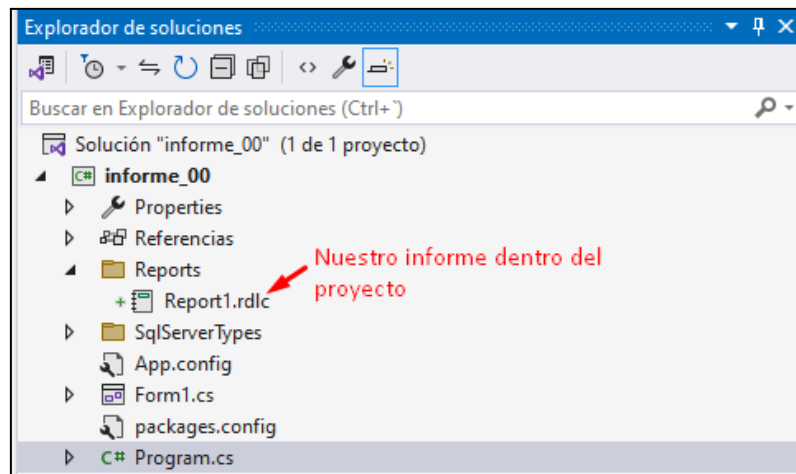 Explorador de soluciones
Buscar en Explorador de soluciones (Ctrl+`)
Solución "informe_00" (1 de 1 proyecto)
C# informe_00
Properties
Referencias
Reports
Nuestro informe dentro del
proyecto
+ Report1.rdlc
SqlServerTypes
App.config
Form1.cs
packages.config
C# Program.cs